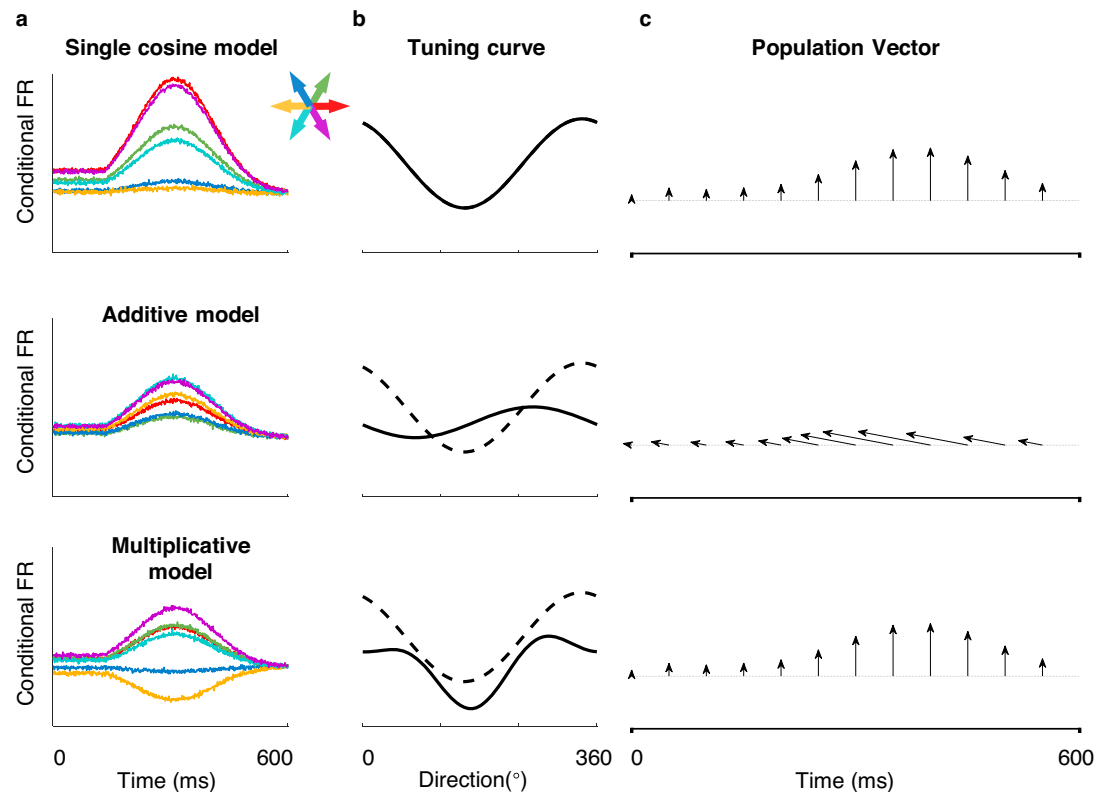 a
b
c
Single cosine model
Tuning curve
Population Vector
Conditional FR
Additive model
Conditional FR
Multiplicative
model
Conditional FR
0
600
Time (ms)
0
360
Direction(°)
0
600
Time (ms)